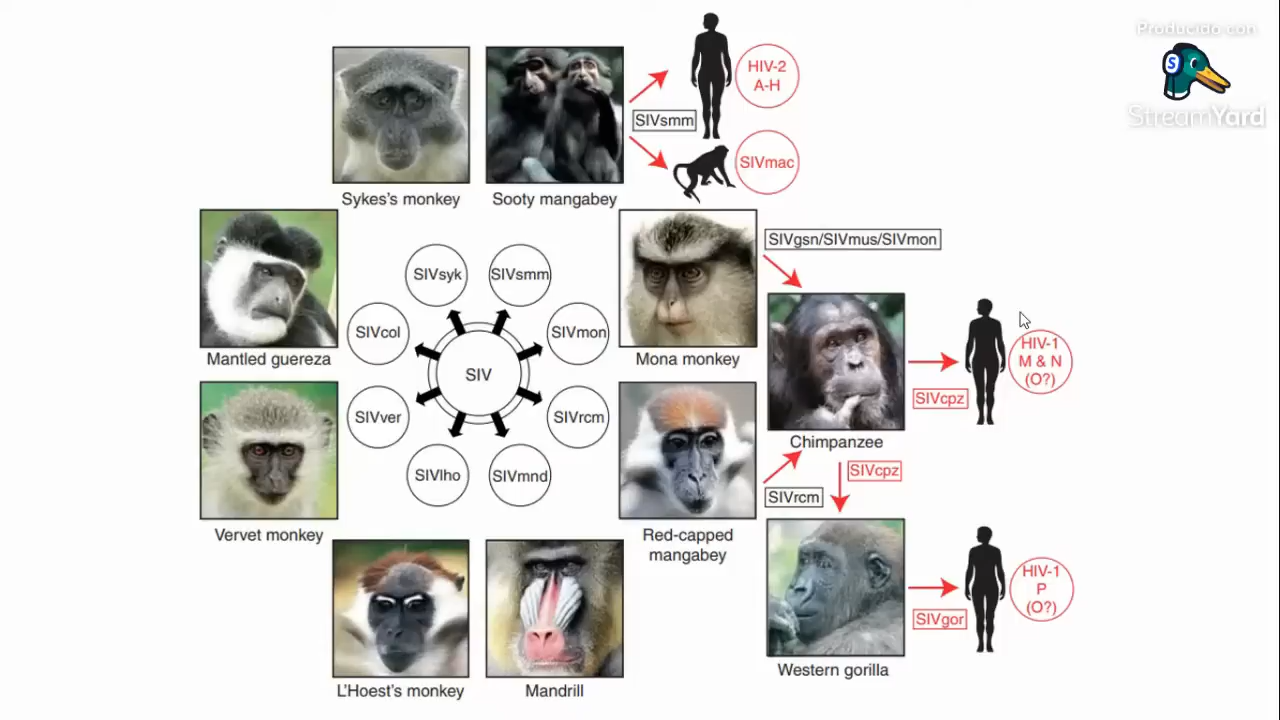 Producido con
S
StreamYard
HIV-2
A-H
SIVsmm
SIVmac
Sykes's monkey
Sooty mangabey
SIVgsn/SIVmus/SIVmon
SIVsyk
SIVsmm
SIVcol
SIVmon
Mantled guereza
Mona monkey
SIV
HIV-1
M & N
(O?)
SIVcpz
SIVver
SIVrcm
Chimpanzee
SIVcpz
SIVlho
SIVmnd
SIVrcm
Vervet monkey
Red-capped
mangabey
HIV-1
P
(O?)
SIVgor
L'Hoest's monkey
Mandrill
Western gorilla